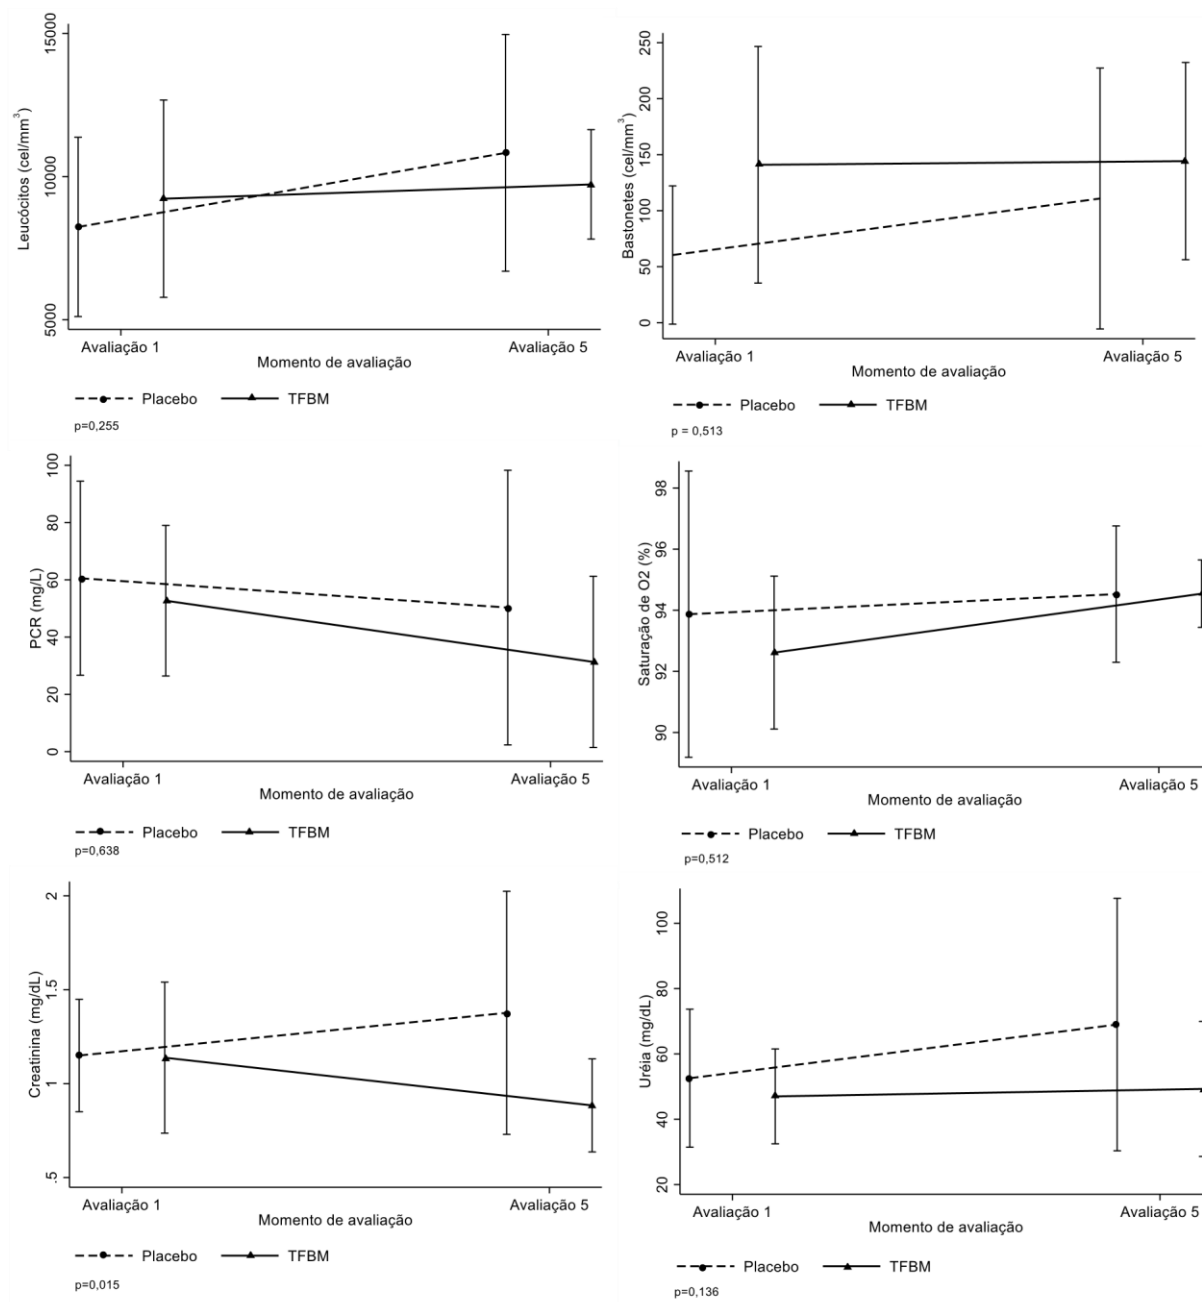 Leucócitos (cel/mm³)
15000
10000
5000
Avaliação 1
Avaliação 5
Momento de avaliação
Placebo
TFBM
p=0,255
Bastonetes (cel/mm³)
250
200
150
100
50
0
Avaliação 1
Avaliação 5
Momento de avaliação
Placebo
TFBM
p = 0,513
PCR (mg/L)
100
80
60
40
20
0
Avaliação 1
Avaliação 5
Momento de avaliação
Placebo
TFBM
p=0,638
Saturação de O2 (%)
98
96
94
92
90
Avaliação 1
Avaliação 5
Momento de avaliação
Placebo
TFBM
p=0,512
Creatinina (mg/dL)
2
1.5
1
.5
Avaliação 1
Avaliação 5
Momento de avaliação
Placebo
TFBM
p=0,015
Uréia (mg/dL)
100
80
60
40
20
Avaliação 1
Avaliação 5
Momento de avaliação
Placebo
TFBM
p=0,136